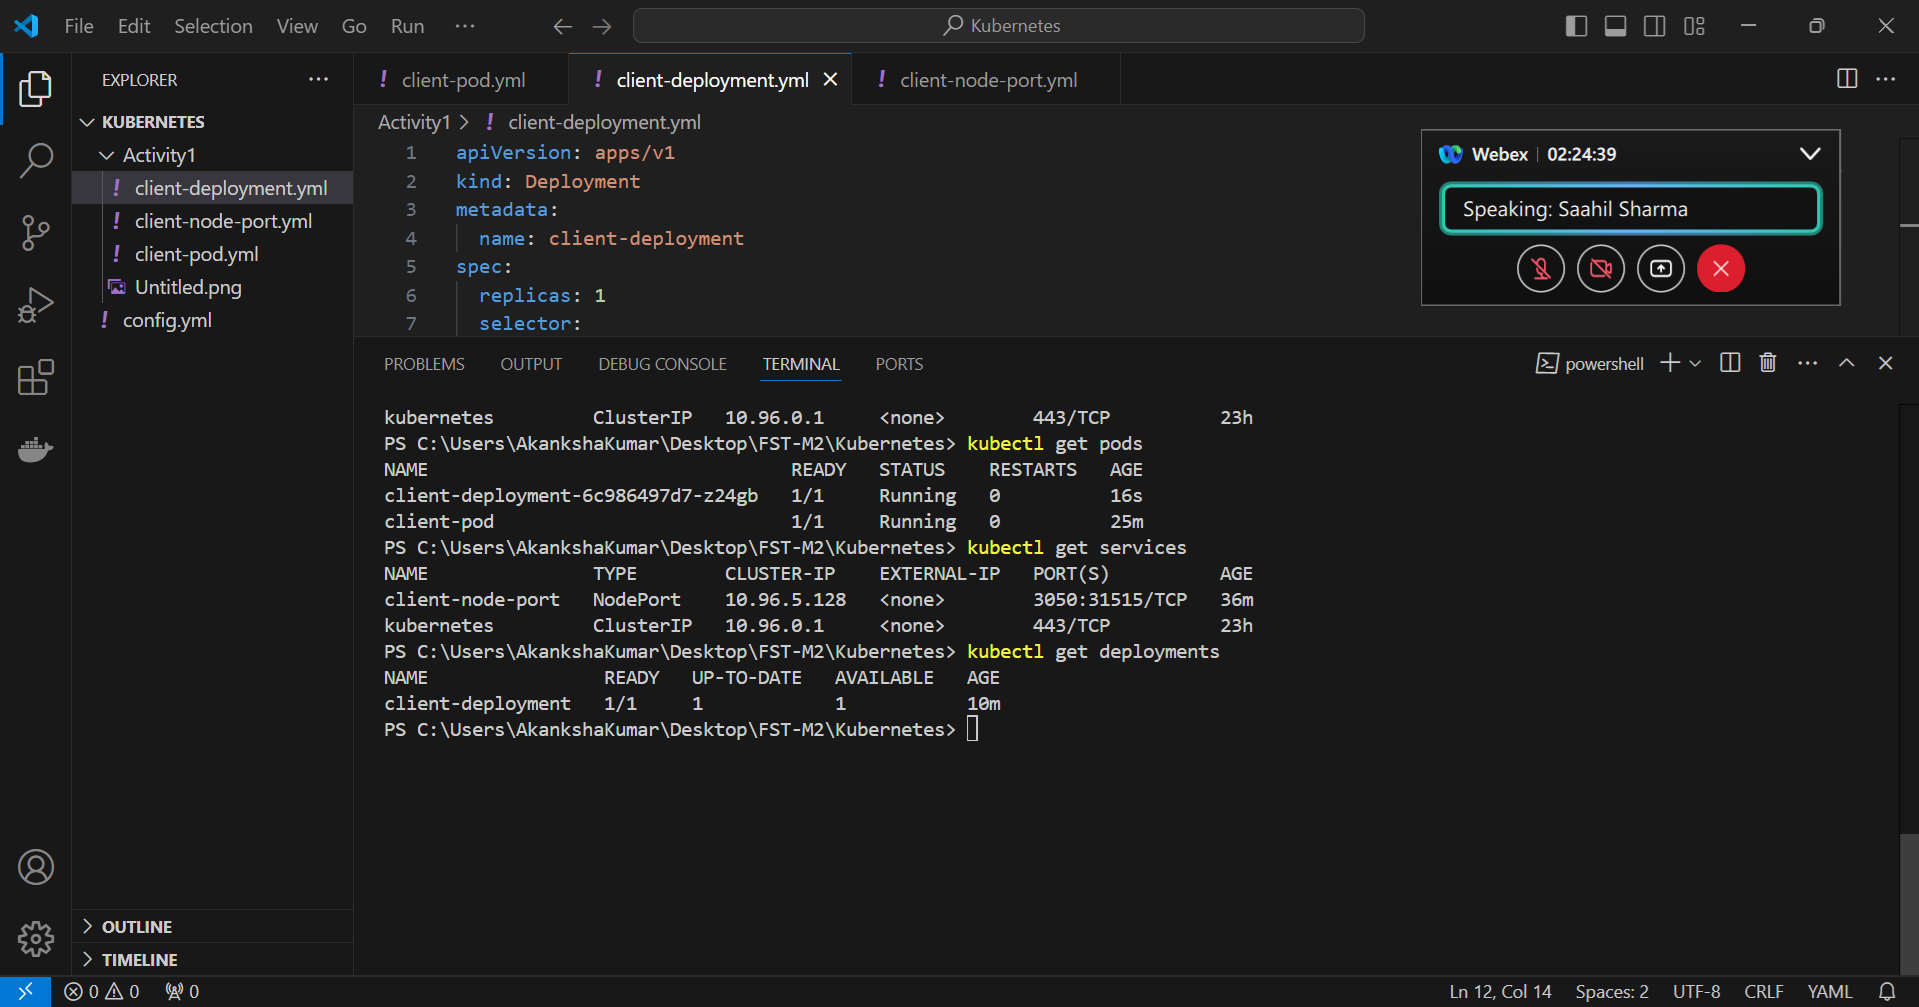 File Edit Selection View Go Run ··· Kubernetes
EXPLORER ···
KUBERNETES
Activity1
! client-deployment.yml
! client-node-port.yml
! client-pod.yml
Untitled.png
! config.yml
OUTLINE
TIMELINE
! client-pod.yml ! client-deployment.yml ! client-node-port.yml
Activity1 > ! client-deployment.yml
1 apiVersion: apps/v1
2 kind: Deployment
3 metadata:
4 name: client-deployment
5 spec:
6 replicas: 1
7 selector:
Webex | 02:24:39
Speaking: Saahil Sharma
PROBLEMS OUTPUT DEBUG CONSOLE TERMINAL PORTS powershell
kubernetes ClusterIP 10.96.0.1 <none> 443/TCP 23h
PS C:\Users\AkankshaKumar\Desktop\FST-M2\Kubernetes> kubectl get pods
NAME READY STATUS RESTARTS AGE
client-deployment-6c986497d7-z24gb 1/1 Running 0 16s
client-pod 1/1 Running 0 25m
PS C:\Users\AkankshaKumar\Desktop\FST-M2\Kubernetes> kubectl get services
NAME TYPE CLUSTER-IP EXTERNAL-IP PORT(S) AGE
client-node-port NodePort 10.96.5.128 <none> 3050:31515/TCP 36m
kubernetes ClusterIP 10.96.0.1 <none> 443/TCP 23h
PS C:\Users\AkankshaKumar\Desktop\FST-M2\Kubernetes> kubectl get deployments
NAME READY UP-TO-DATE AVAILABLE AGE
client-deployment 1/1 1 1 10m
PS C:\Users\AkankshaKumar\Desktop\FST-M2\Kubernetes>
0 0 0 Ln 12, Col 14 Spaces: 2 UTF-8 CRLF YAML